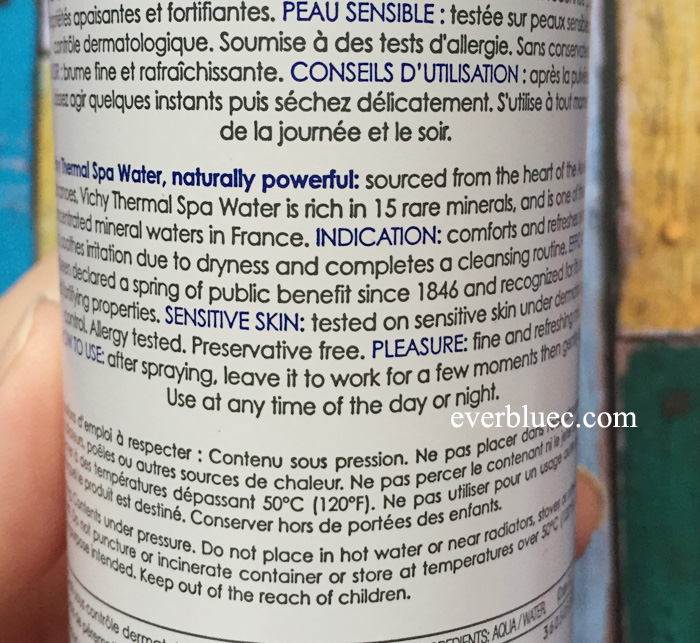 apaisantes et fortifiantes. PEAU SENSIBLE : testée sur peaux sensible
dermatologique. Soumise à des tests d'allergie. Sans
brume fine et rafraîchissante. CONSEILS D'UTILISATION : après la
agir quelques instants puis séchez délicatement. S'utilise à tout
de la journée et le soir.
Thermal Spa Water, naturally powerful: sourced from the heart of the
Vichy Thermal Spa Water is rich in 15 rare minerals, and is one of
mineral waters in France. INDICATION: comforts and refreshes
irritation due to dryness and completes a cleansing routine.
declared a spring of public benefit since 1846 and recognized for
properties. SENSITIVE SKIN: tested on sensitive skin under
Allergy tested. Preservative free. PLEASURE: fine and refreshing
TO USE: after spraying, leave it to work for a few moments then
Use at any time of the day or night.
everbluec.com
d'emploi à respecter : Contenu sous pression. Ne pas placer dans
poêles ou autres sources de chaleur. Ne pas percer le contenant ni le
des températures dépassant 50°C (120°F). Ne pas utiliser pour un usage
produit est destiné. Conserver hors de portées des enfants.
Contents under pressure. Do not place in hot water or near radiators, stoves
not puncture or incinerate container or store at temperatures over 50°C
intended. Keep out of the reach of children.
contrôle
AQUA / WATER